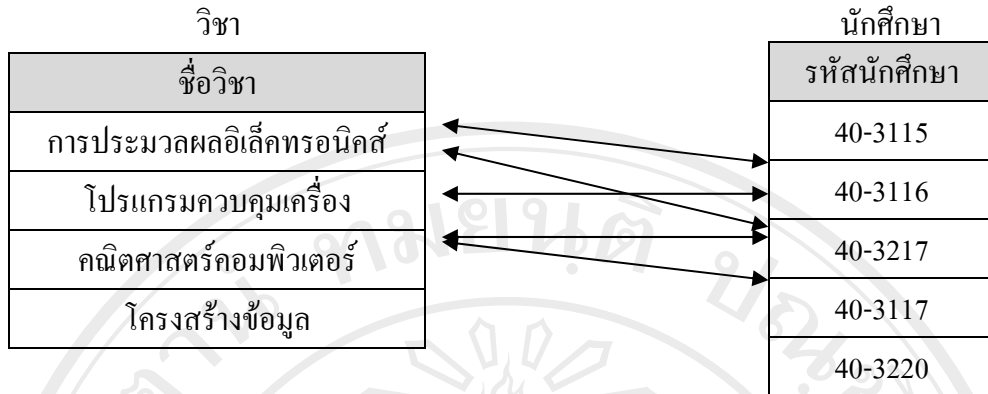 วิชา
ชื่อวิชา
การประมวลผลอิเล็คทรอนิคส์
โปรแกรมควบคุมเครื่อง
คณิตศาสตร์คอมพิวเตอร์
โครงสร้างข้อมูล
นักศึกษา
รหัสนักศึกษา
40-3115
40-3116
40-3217
40-3117
40-3220